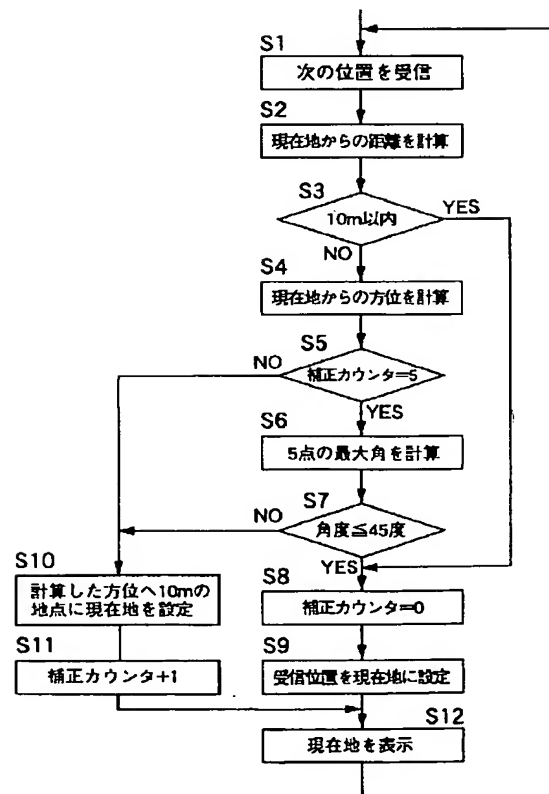 S1
次の位置を受信
S2
現在地からの距離を計算
S3
10m以内
YES
NO
S4
現在地からの方位を計算
S5
NO
補正カウンタ=5
YES
S6
5点の最大角を計算
S7
NO
角度≦45度
YES
S10
計算した方位へ10mの
地点に現在地を設定
S8
補正カウンタ=0
S11
補正カウンタ+1
S9
受信位置を現在地に設定
S12
現在地を表示